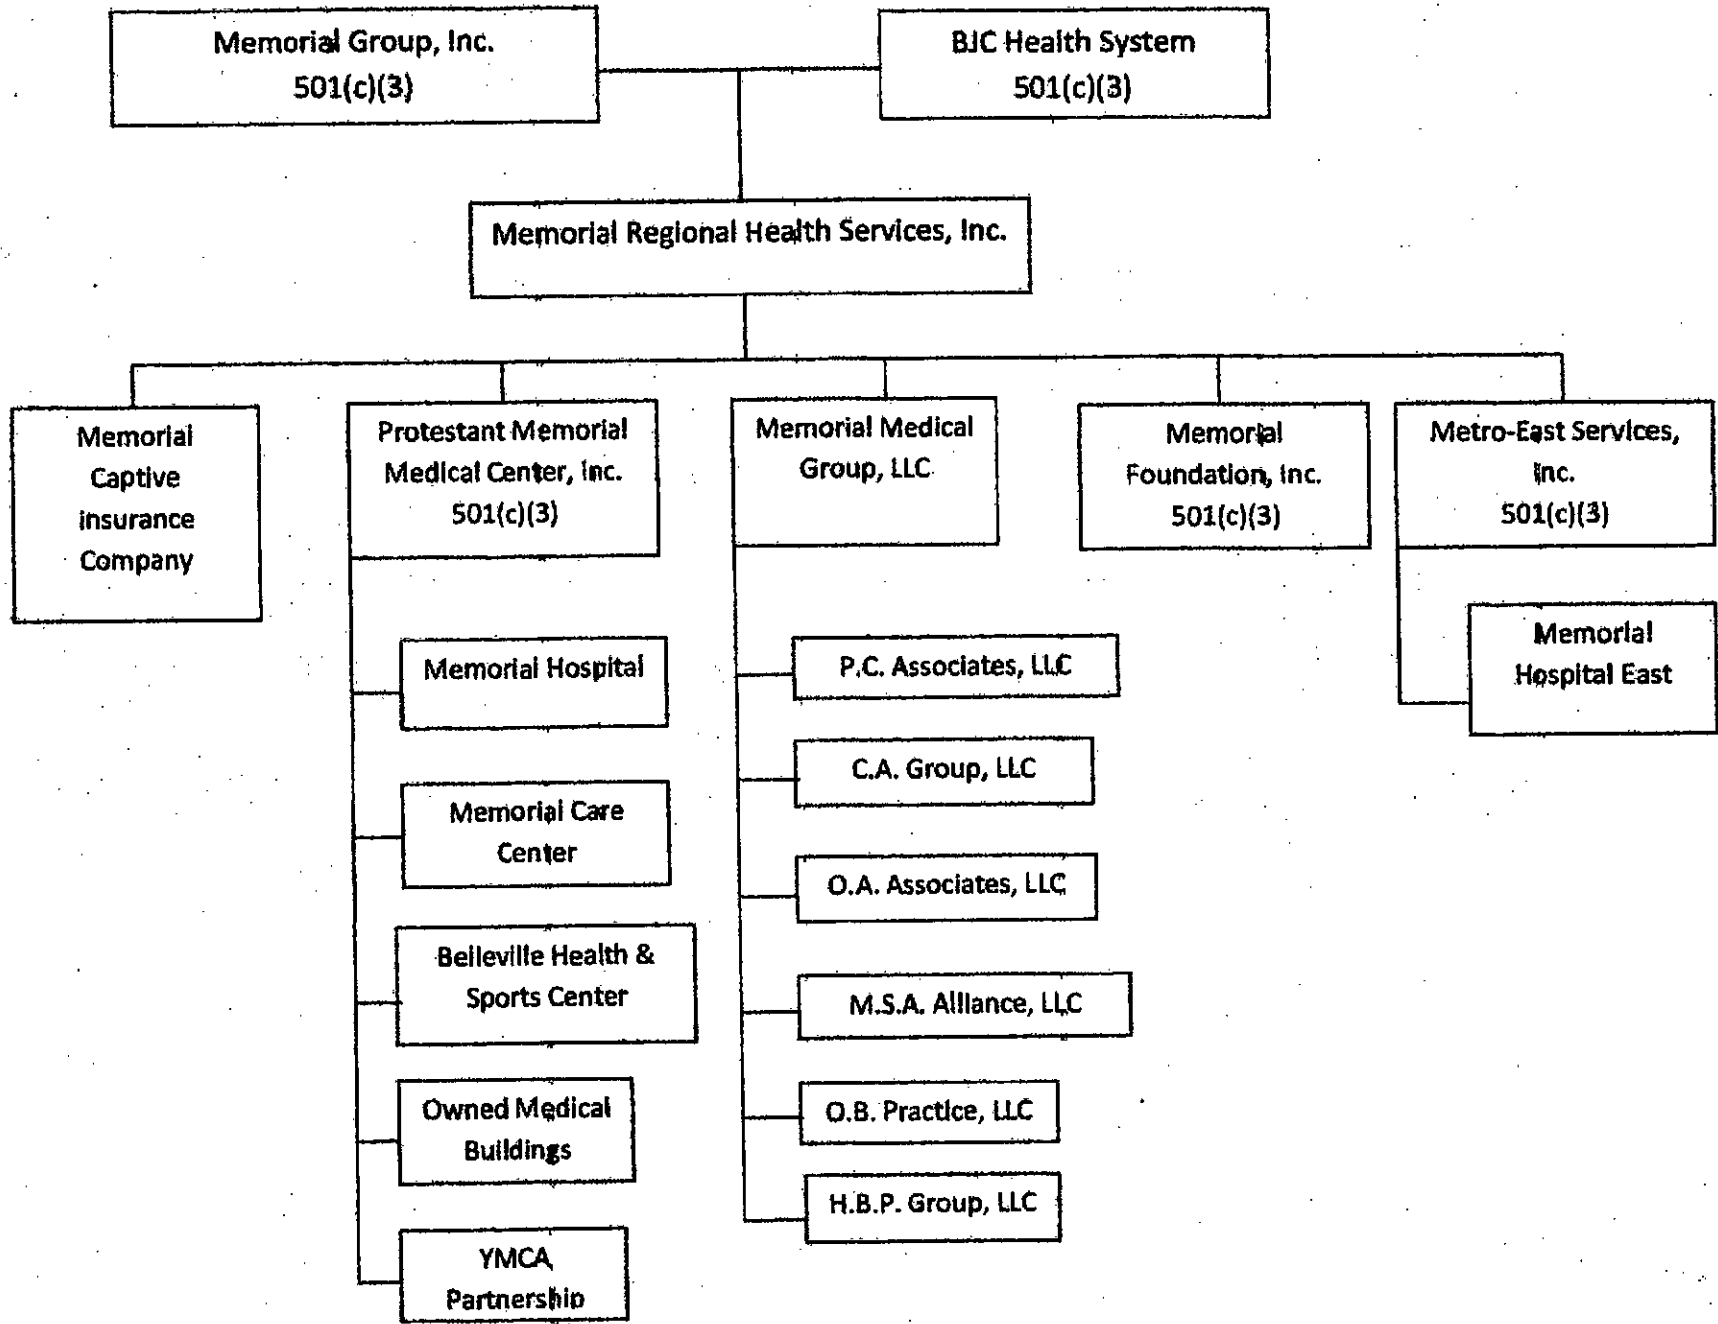 Memorial Group, Inc.
501(c)(3)
BJC Health System
501(c)(3)
Memorial Regional Health Services, Inc.
Memorial
Captive
Insurance
Company
Protestant Memorial
Medical Center, Inc.
501(c)(3)
Memorial Medical
Group, LLC
Memorial
Foundation, Inc.
501(c)(3)
Metro-East Services,
Inc.
501(c)(3)
Memorial Hospital
Memorial Care
Center
Belleville Health &
Sports Center
Owned Medical
Buildings
YMCA
Partnership
P.C. Associates, LLC
C.A. Group, LLC
O.A. Associates, LLC
M.S.A. Alliance, LLC
O.B. Practice, LLC
H.B.P. Group, LLC
Memorial
Hospital East